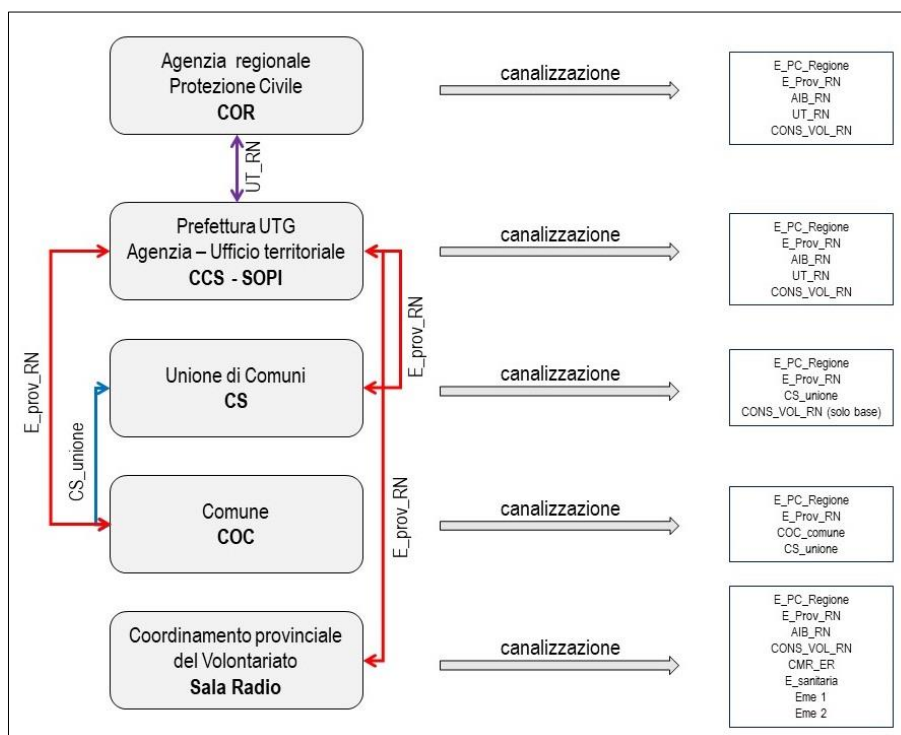 Agenzia regionale
Protezione Civile
COR
canalizzazione
E_PC_Regione
E_Prov_RN
AIB_RN
UT_RN
CONS_VOL_RN
UT_RN
Prefettura UTG
Agenzia – Ufficio territoriale
CCS - SOPI
canalizzazione
E_PC_Regione
E_Prov_RN
AIB_RN
UT_RN
CONS_VOL_RN
E_prov_RN
E_prov_RN
Unione di Comuni
CS
canalizzazione
E_PC_Regione
E_Prov_RN
CS_unione
CONS_VOL_RN (solo base)
CS_unione
E_prov_RN
Comune
COC
canalizzazione
E_PC_Regione
E_Prov_RN
COC_comune
CS_unione
Coordinamento provinciale
del Volontariato
Sala Radio
canalizzazione
E_PC_Regione
E_Prov_RN
AIB_RN
CONS_VOL_RN
CMR_ER
E_sanitaria
Eme 1
Eme 2